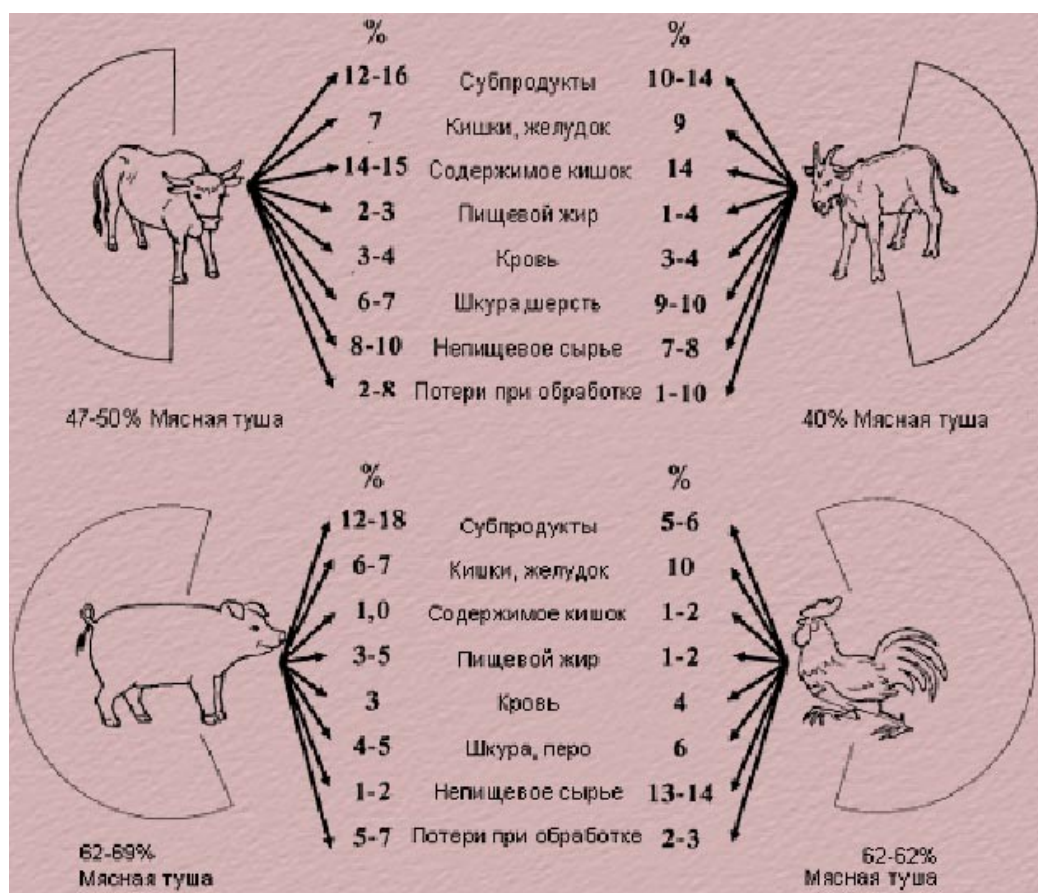 % %
12-16 Субпродукты 10-14
7 Кишки, желудок 9
14-15 Содержимое кишок 14
2-3 Пищевой жир 1-4
3-4 Кровь 3-4
6-7 Шкура,шерсть 9-10
8-10 Непищевое сырье 7-8
2-8 Потери при обработке 1-10
47-50% Мясная туша 40% Мясная туша
% %
12-18 Субпродукты 5-6
6-7 Кишки, желудок 10
1,0 Содержимое кишок 1-2
3-5 Пищевой жир 1-2
3 Кровь 4
4-5 Шкура, перо 6
1-2 Непищевое сырье 13-14
5-7 Потери при обработке 2-3
62-69% 62-62%
Мясная туша Мясная туша